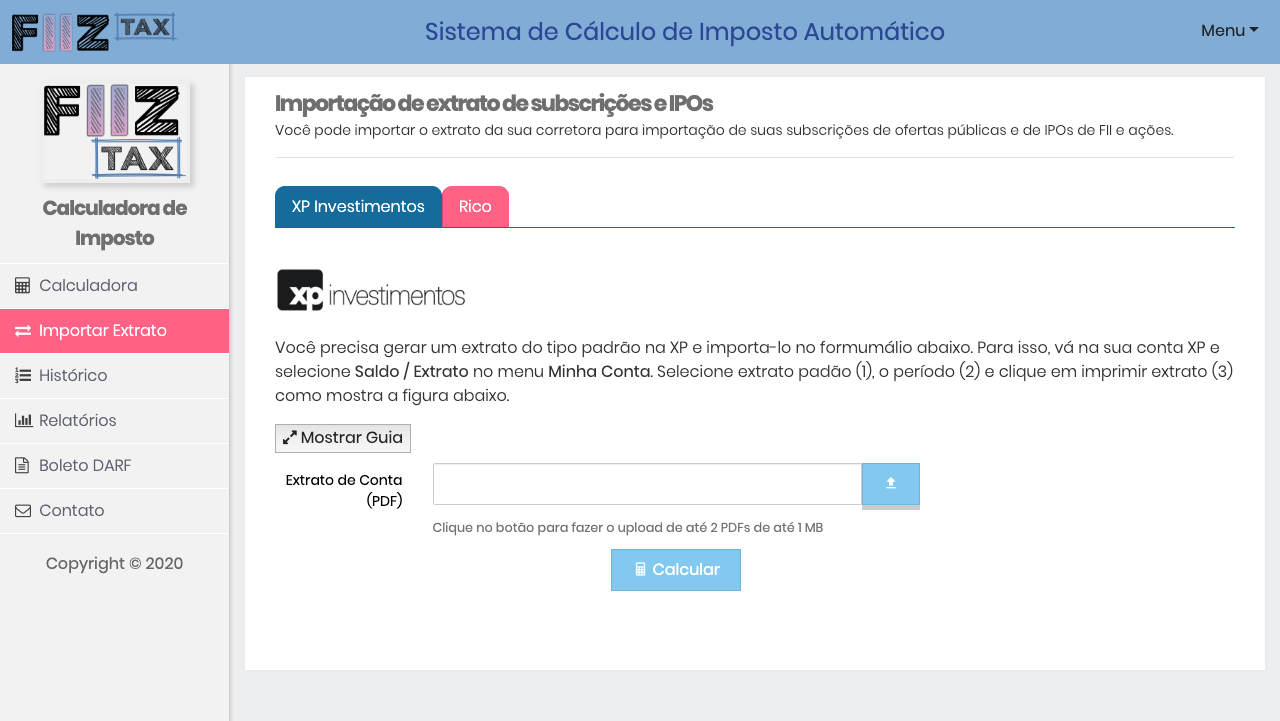 FIIZ TAX
Sistema de Cálculo de Imposto Automático
Menu
FIIZ
TAX
Calculadora de
Imposto
Calculadora
Importar Extrato
Histórico
Relatórios
Boleto DARF
Contato
Copyright © 2020
Importação de extrato de subscrições e IPOs
Você pode importar o extrato da sua corretora para importação de suas subscrições de ofertas públicas e de IPOs de FII e ações.
XP Investimentos
Rico
xp investimentos
Você precisa gerar um extrato do tipo padrão na XP e importa-lo no formumálio abaixo. Para isso, vá na sua conta XP e
selecione Saldo / Extrato no menu Minha Conta. Selecione extrato padão (1), o período (2) e clique em imprimir extrato (3)
como mostra a figura abaixo.
Mostrar Guia
Extrato de Conta
(PDF)
Clique no botão para fazer o upload de até 2 PDFs de até 1 MB
Calcular